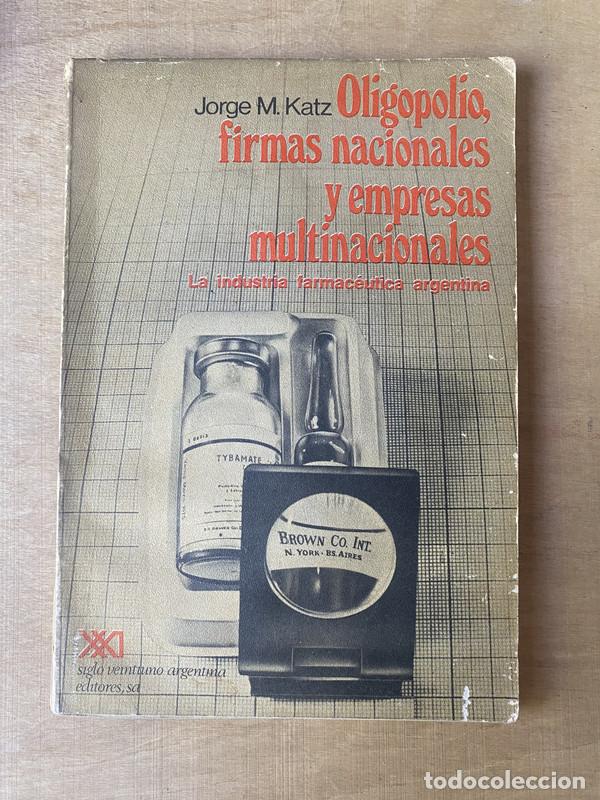 Jorge M. Katz Oligopolio,
firmas nacionales
y empresas
multinacionales
La industria farmacéutica argentina
TYBAMATE
BROWN CO. INT.
N. YORK - BS. AIRES
siglo veintiuno argentina
editores, sa
todocoleccion